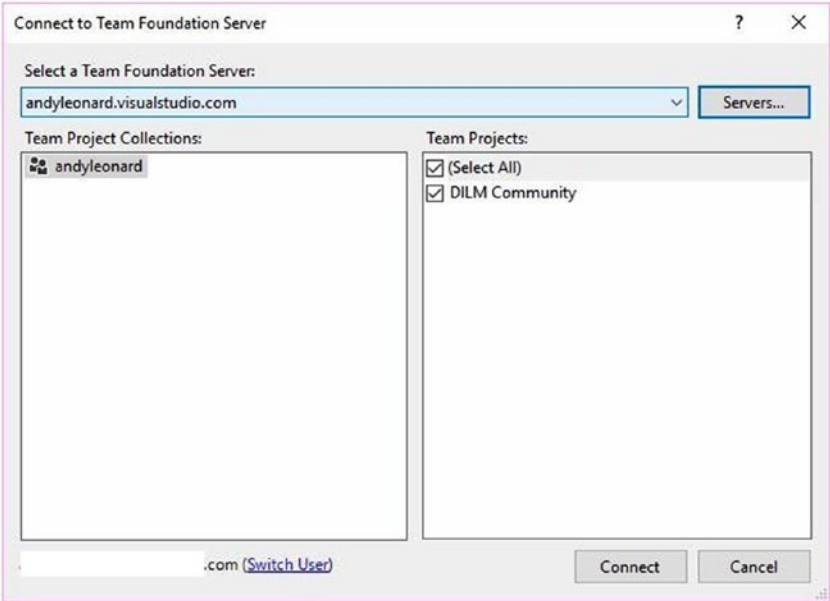 Connect to Team Foundation Server
Select a Team Foundation Server:
andyleonard.visualstudio.com
Servers...
Team Project Collections:
Team Projects:
andyleonard
(Select All)
DILM Community
.com (Switch User)
Connect
Cancel